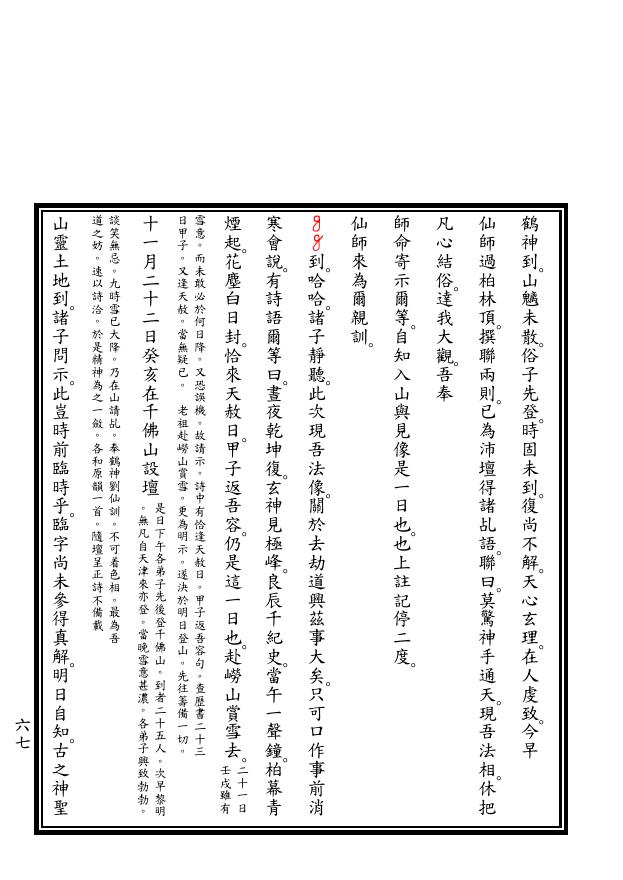 鶴神到。山魑未散。俗子先登。時固未到。復尚不解。天心玄理。在人虔致。今早
仙師過柏林頂。撰聯兩則。已為沛壇得諸乩語。聯曰。莫驚神手通天。現吾法相。休把
凡心結俗。達我大觀。吾奉
師命寄示爾等。自知入山與見像是一日也。也上註記停二度。
仙師來為爾親訓。
到。哈哈。諸子靜聽。此次現吾法像。關於去劫道興茲事大矣。只可口作事前消
寒會說。有詩語爾等曰。晝夜乾坤復。玄神見極峰。良辰千紀史。當午一聲鐘。柏幕青
煙起。花塵白日封。恰來天赦日。甲子返吾容。仍是這一日也。赴嶗山賞雪去。二十一日
壬戌雖有
雪意。而未敢必於何日降。又恐誤機。故請示。詩中有恰逢天赦日。甲子返吾容句。查歷書二十三
日甲子。又逢天赦。當無疑已。 老祖赴嶗山賞雪。更為明示。遂決於明日登山。先往籌備一切。
十一月二十二日癸亥在千佛山設壇 是日下午各弟子先後登千佛山。到者二十五人。次早黎明
。無凡自天津來亦登。當晚雪意甚濃。各弟子興致勃勃。
談笑無忌。九時雪已大降。乃在山請乩。奉鶴神劉仙訓。不可着色相。最為吾
道之妨。速以詩洽。於是精神為之一斂。各和原韻一首。隨壇呈正詩不備載
山靈土地到。諸子問示。此豈時前臨時乎。臨字尚未參得真解。明日自知。古之神聖
六七